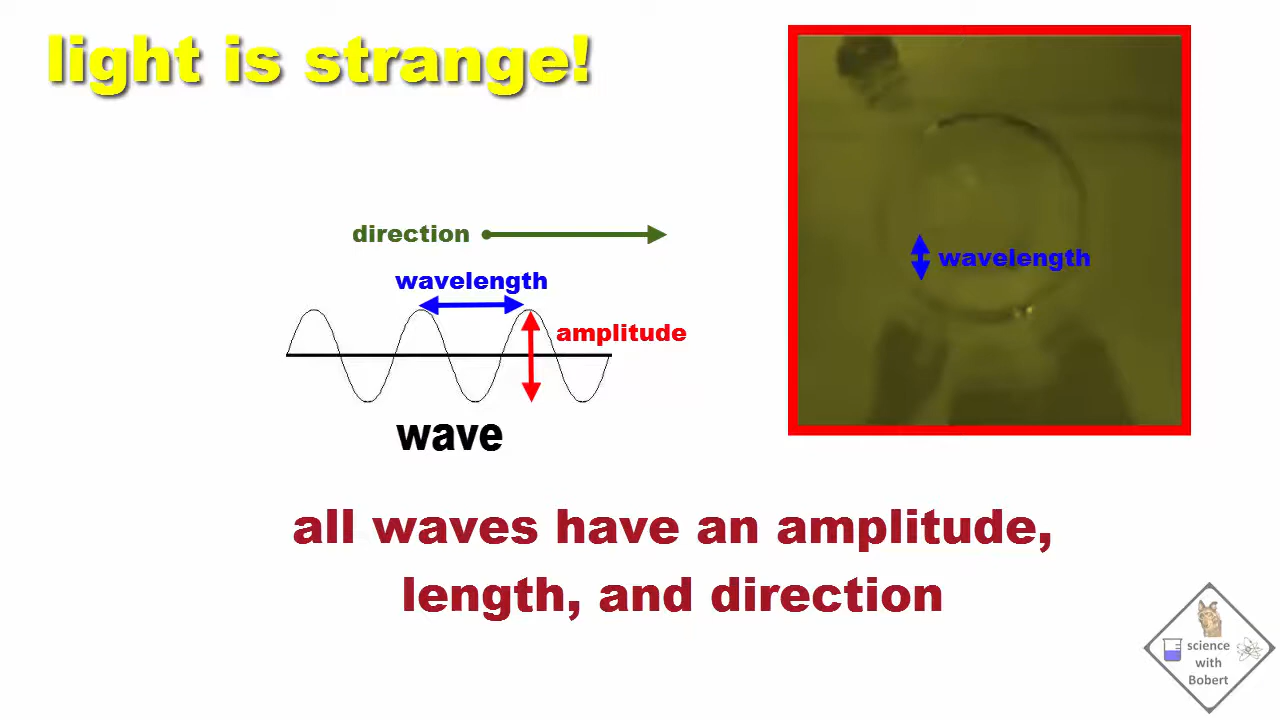 light is strange!
direction
wavelength
amplitude
wave
wavelength
all waves have an amplitude,
length, and direction
science
with
Bobert